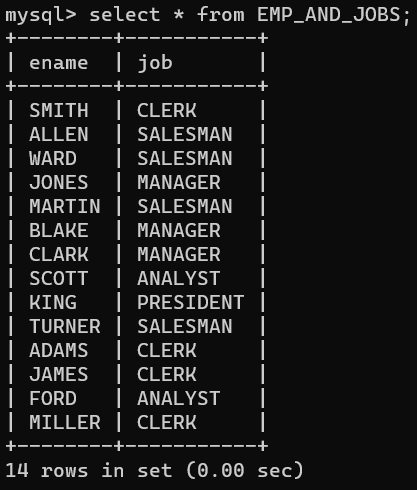 mysql> select * from EMP_AND_JOBS;
+--------+-----------+
| ename  | job       |
+--------+-----------+
| SMITH  | CLERK     |
| ALLEN  | SALESMAN  |
| WARD   | SALESMAN  |
| JONES  | MANAGER   |
| MARTIN | SALESMAN  |
| BLAKE  | MANAGER   |
| CLARK  | MANAGER   |
| SCOTT  | ANALYST   |
| KING   | PRESIDENT |
| TURNER | SALESMAN  |
| ADAMS  | CLERK     |
| JAMES  | CLERK     |
| FORD   | ANALYST   |
| MILLER | CLERK     |
+--------+-----------+
14 rows in set (0.00 sec)